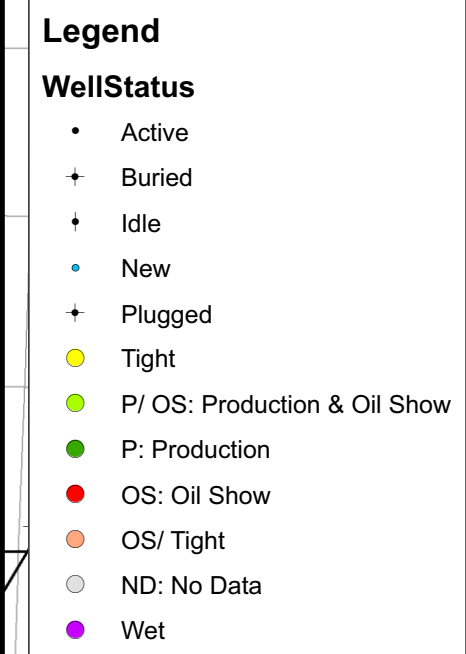 Legend
WellStatus
Active
Buried
Idle
New
Plugged
Tight
P/ OS: Production & Oil Show
P: Production
OS: Oil Show
OS/ Tight
ND: No Data
Wet